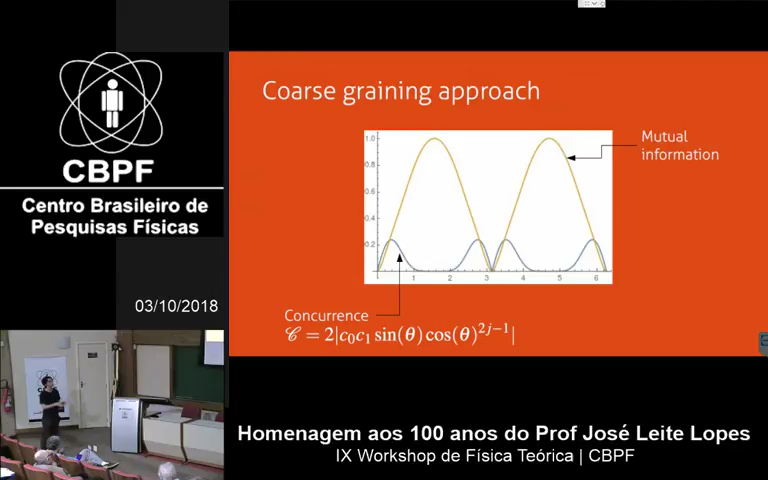 CBPF
Centro Brasileiro de
Pesquisas Físicas
03/10/2018
Coarse graining approach
Mutual
information
1.0
0.8
0.6
0.4
0.2
1 2 3 4 5 6
Concurrence
𝒞 = 2|c₀c₁ sin(θ) cos(θ)^{2j−1}|
Homenagem aos 100 anos do Prof José Leite Lopes
IX Workshop de Física Teórica | CBPF